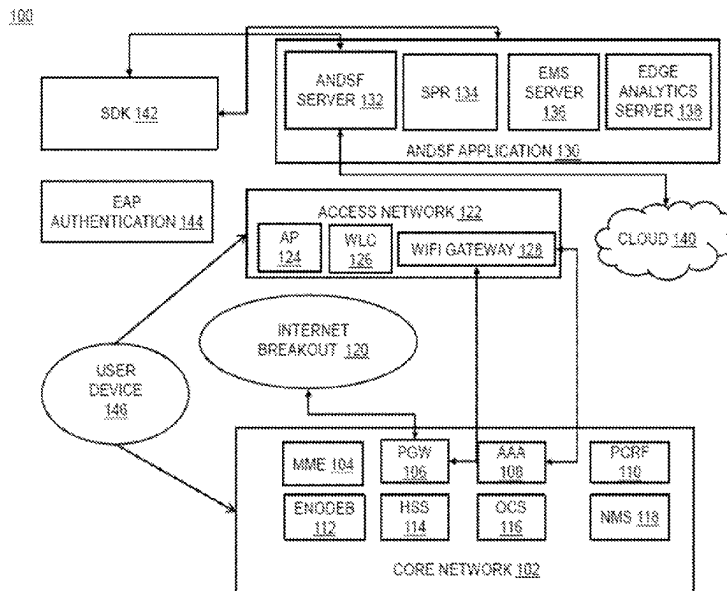 100
SDK 142
ANDSF
SERVER 132
SPR 134
EMS
SERVER
136
EDGE
ANALYTICS
SERVER 138
ANDSF APPLICATION 130
EAP
AUTHENTICATION 144
ACCESS NETWORK 122
AP
124
WLC
126
WIFI GATEWAY 128
CLOUD 140
INTERNET
BREAKOUT 120
USER
DEVICE
146
MME 104
PGW
106
AAA
108
PCRF
110
ENODEB
112
HSS
114
OCS
116
NMS 118
CORE NETWORK 102